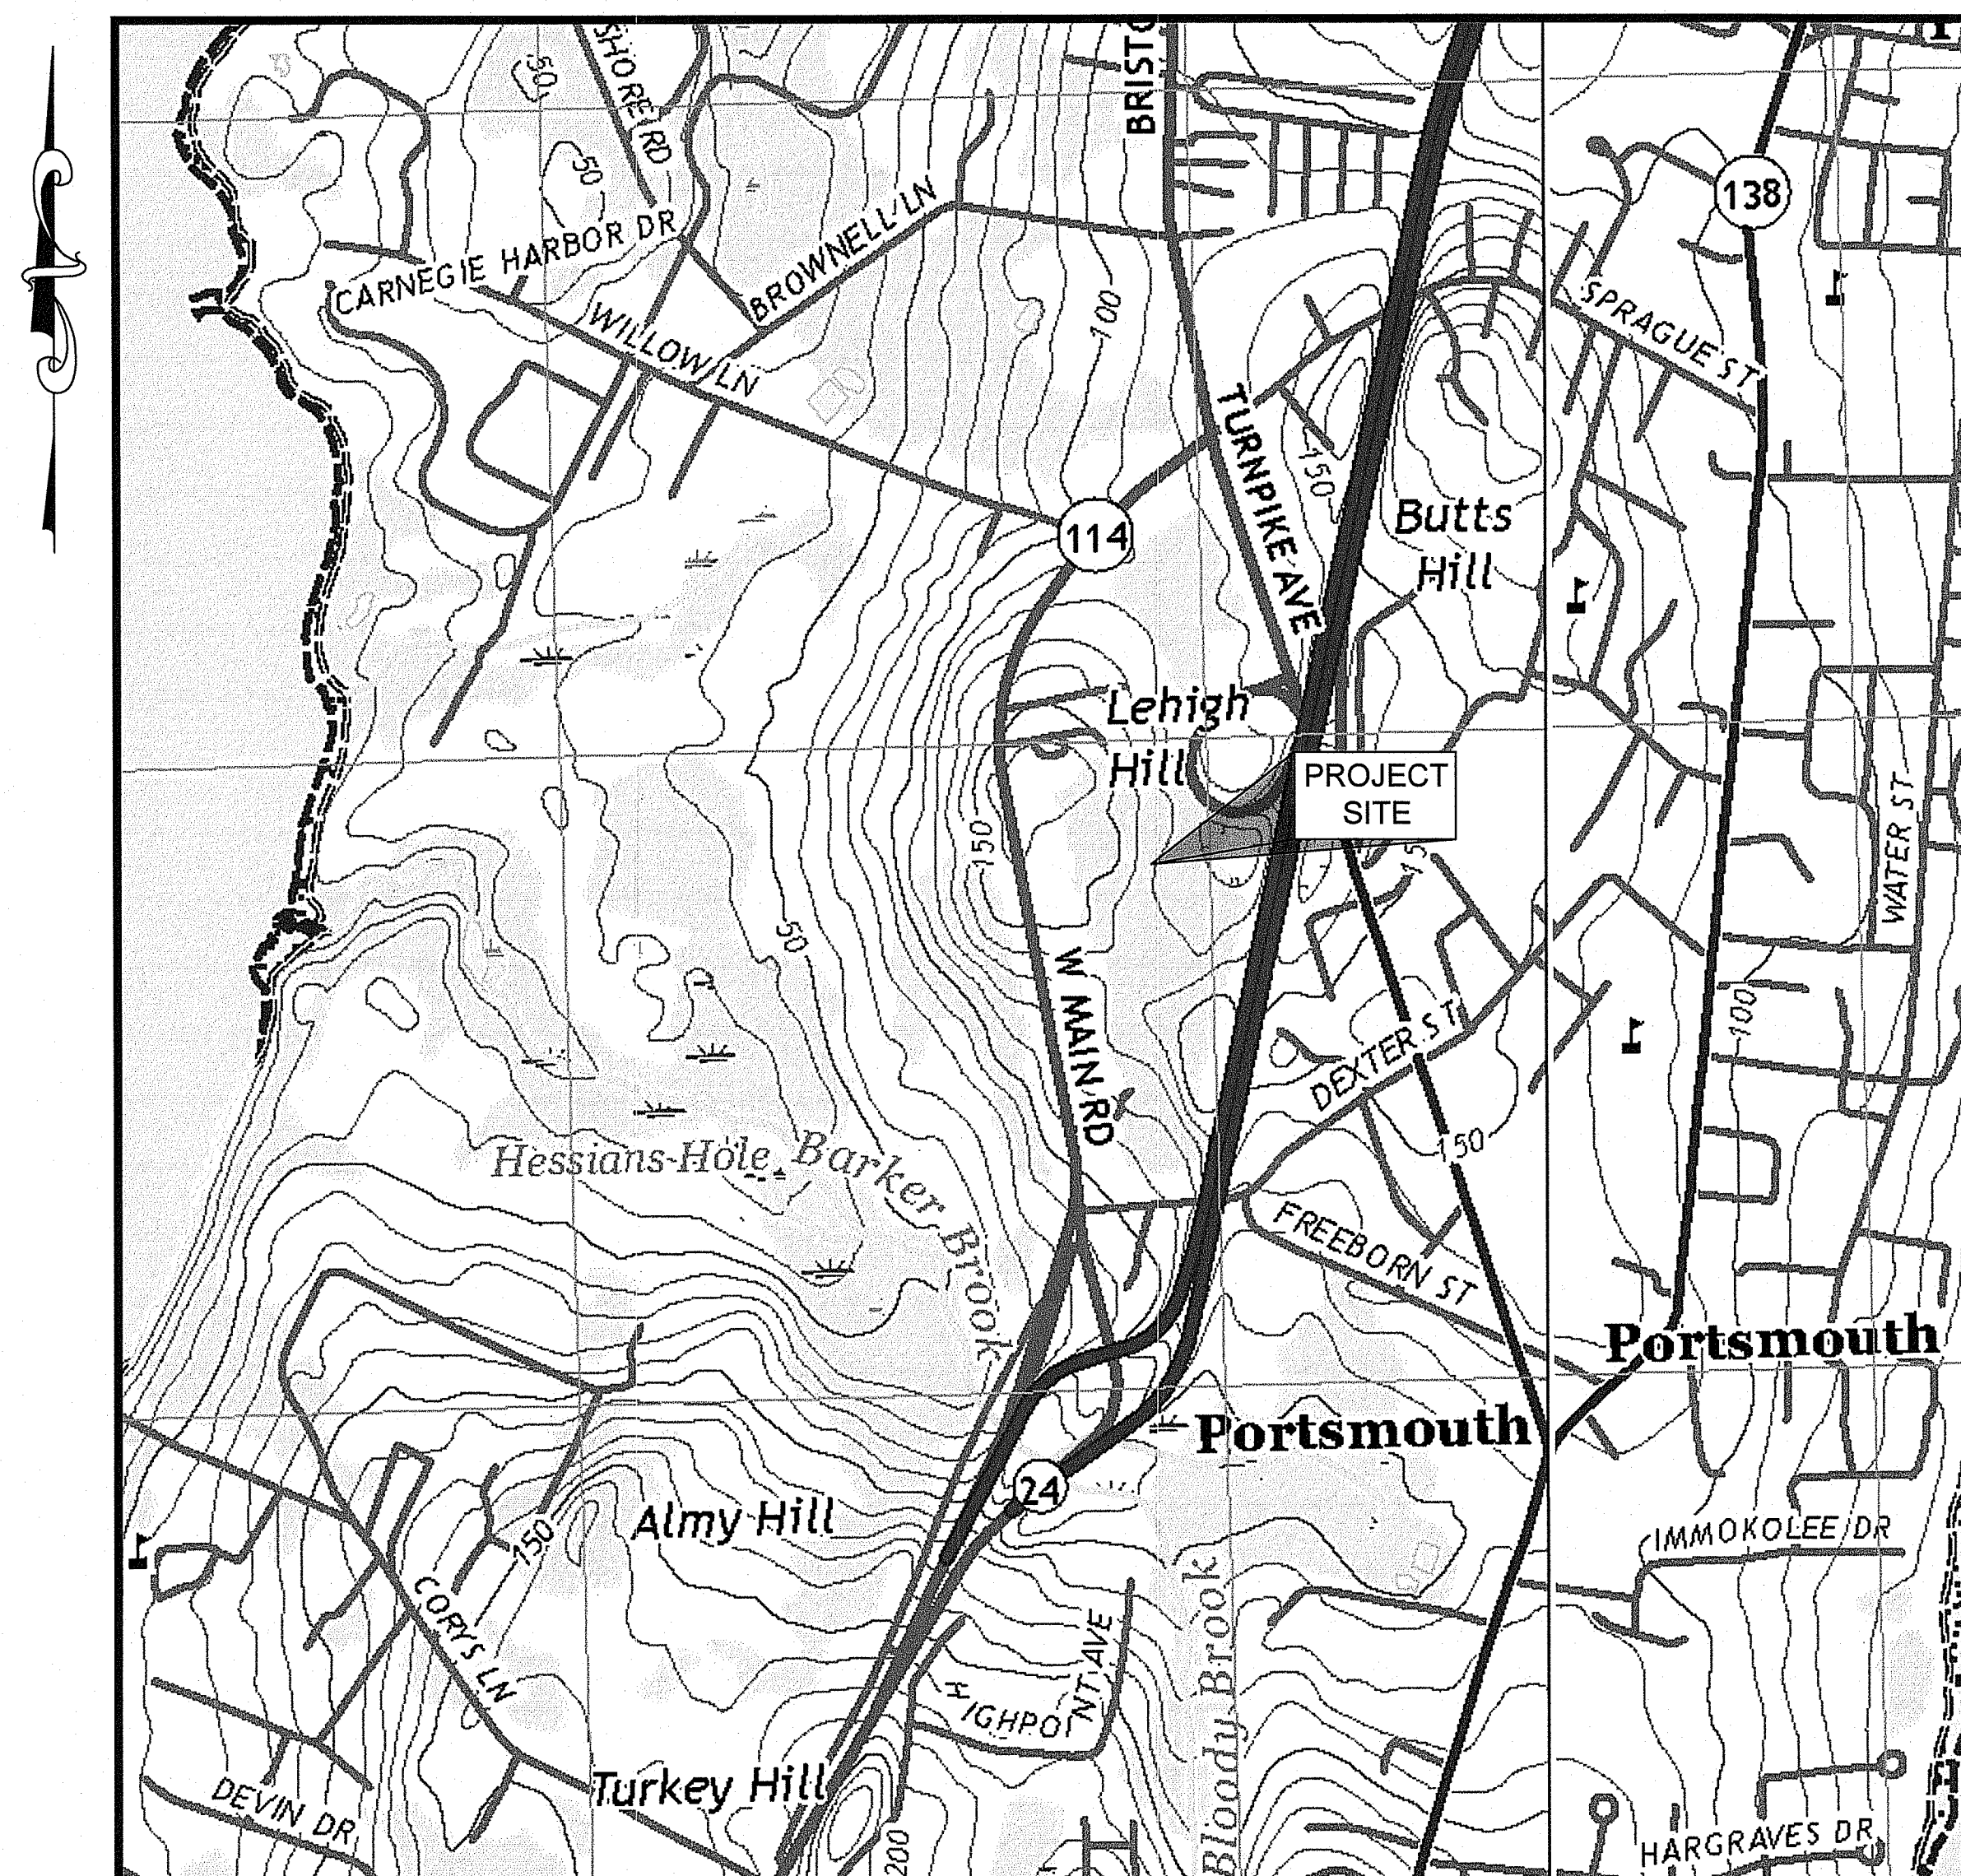 SHORE RD
BRISTO
50
50
138
CARNEGIE HARBOR DR
BROWNELL LN
WILLOW LN
100
SPRAGUE ST
TURNPIKE AVE
150
114
Butts
Hill
Lehigh
Hill
PROJECT
SITE
150
15
WATER ST
50
W MAIN RD
100
DEXTER ST
150
Hessians-Hole
Barker Brook
FREEBORN ST
Portsmouth
Portsmouth
24
Almy Hill
150
IMMOKOLEE DR
CORYS LN
HIGHPOINT AVE
Bloody Brook
Turkey Hill
DEVIN DR
200
HARGRAVES DR